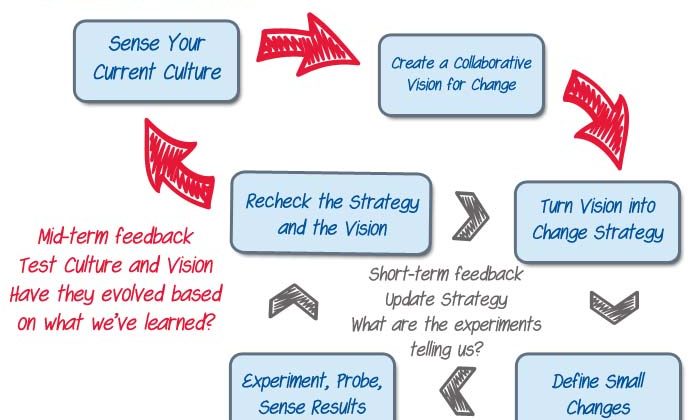 Sense Your
Current Culture
Create a Collaborative
Vision for Change
Recheck the Strategy
and the Vision
Turn Vision into
Change Strategy
Mid-term feedback
Test Culture and Vision
Have they evolved based
on what we've learned?
Short-term feedback
Update Strategy
What are the experiments
telling us?
Experiment, Probe,
Sense Results
Define Small
Changes